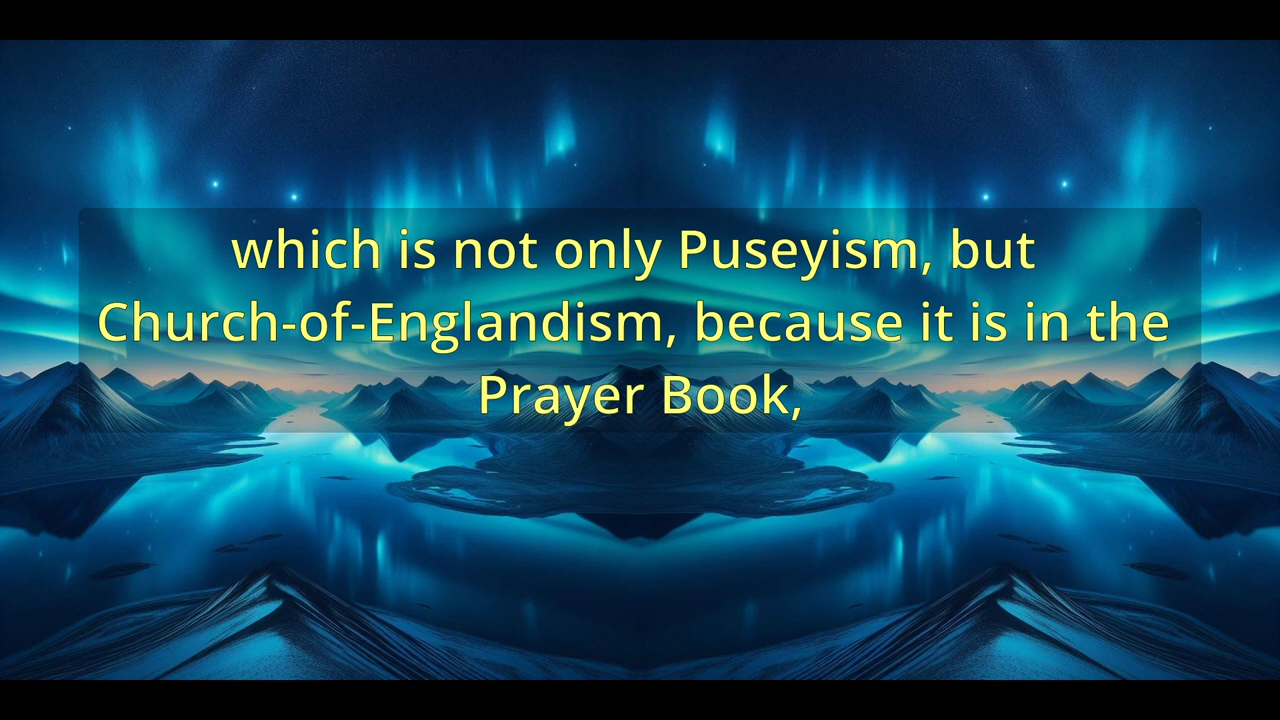 which is not only Puseyism, but
Church-of-Englandism, because it is in the
Prayer Book,